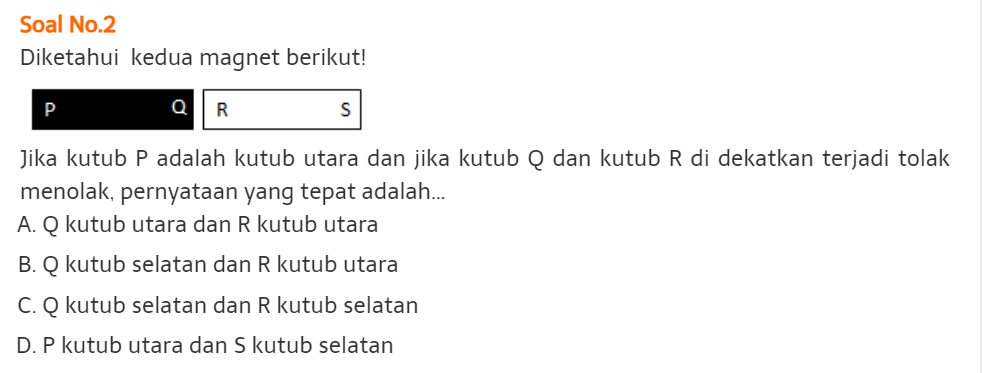 Soal No.2
Diketahui kedua magnet berikut!
P Q R S
Jika kutub P adalah kutub utara dan jika kutub Q dan kutub R di dekatkan terjadi tolak
menolak, pernyataan yang tepat adalah...
A. Q kutub utara dan R kutub utara
B. Q kutub selatan dan R kutub utara
C. Q kutub selatan dan R kutub selatan
D. P kutub utara dan S kutub selatan